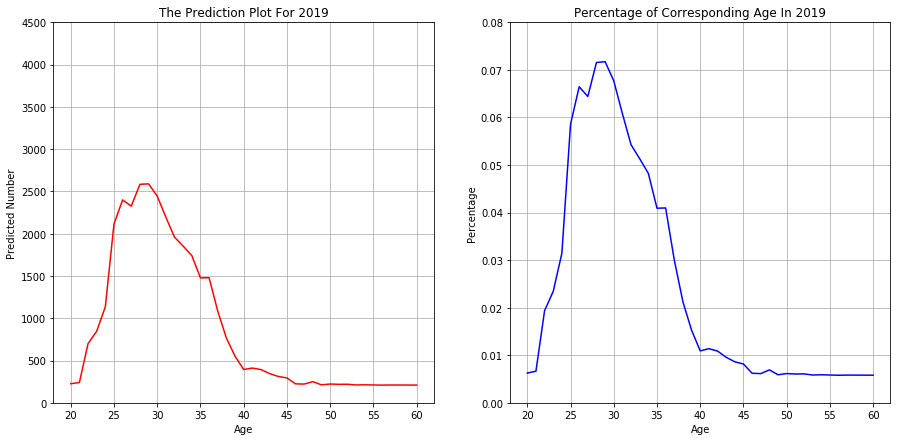 The Prediction Plot For 2019
4500
4000
3500
3000
2500
2000
1500
1000
500
0
Predicted Number
20 25 30 35 40 45 50 55 60
Age
Percentage of Corresponding Age In 2019
0.08
0.07
0.06
0.05
0.04
0.03
0.02
0.01
0.00
Percentage
20 25 30 35 40 45 50 55 60
Age